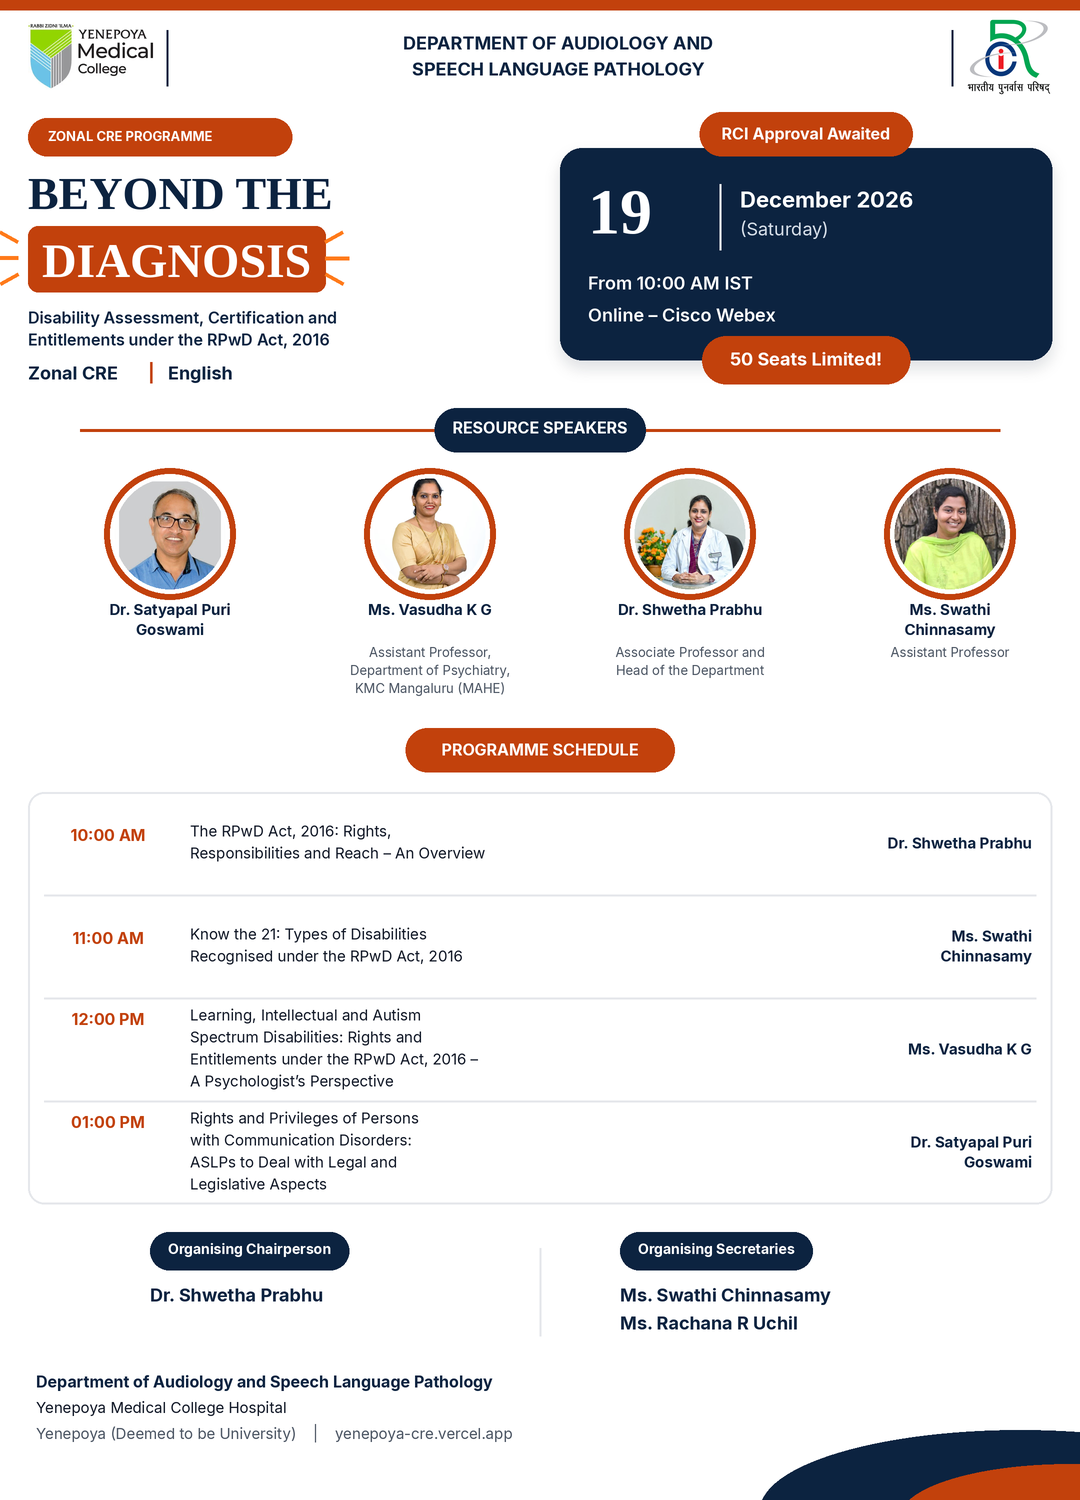 -RABBI ZIDNI 'ILMA-
YENEPOYA
Medical
College
DEPARTMENT OF AUDIOLOGY AND
SPEECH LANGUAGE PATHOLOGY
भारतीय पुनर्वास परिषद्
ZONAL CRE PROGRAMME
BEYOND THE
DIAGNOSIS
Disability Assessment, Certification and
Entitlements under the RPwD Act, 2016
Zonal CRE | English
RCI Approval Awaited
19
December 2026
(Saturday)
From 10:00 AM IST
Online – Cisco Webex
50 Seats Limited!
RESOURCE SPEAKERS
Dr. Satyapal Puri
Goswami
Ms. Vasudha K G
Assistant Professor,
Department of Psychiatry,
KMC Mangaluru (MAHE)
Dr. Shwetha Prabhu
Associate Professor and
Head of the Department
Ms. Swathi
Chinnasamy
Assistant Professor
PROGRAMME SCHEDULE
10:00 AM
The RPwD Act, 2016: Rights,
Responsibilities and Reach – An Overview
Dr. Shwetha Prabhu
11:00 AM
Know the 21: Types of Disabilities
Recognised under the RPwD Act, 2016
Ms. Swathi
Chinnasamy
12:00 PM
Learning, Intellectual and Autism
Spectrum Disabilities: Rights and
Entitlements under the RPwD Act, 2016 –
A Psychologist's Perspective
Ms. Vasudha K G
01:00 PM
Rights and Privileges of Persons
with Communication Disorders:
ASLPs to Deal with Legal and
Legislative Aspects
Dr. Satyapal Puri
Goswami
Organising Chairperson
Dr. Shwetha Prabhu
Organising Secretaries
Ms. Swathi Chinnasamy
Ms. Rachana R Uchil
Department of Audiology and Speech Language Pathology
Yenepoya Medical College Hospital
Yenepoya (Deemed to be University) | yenepoya-cre.vercel.app